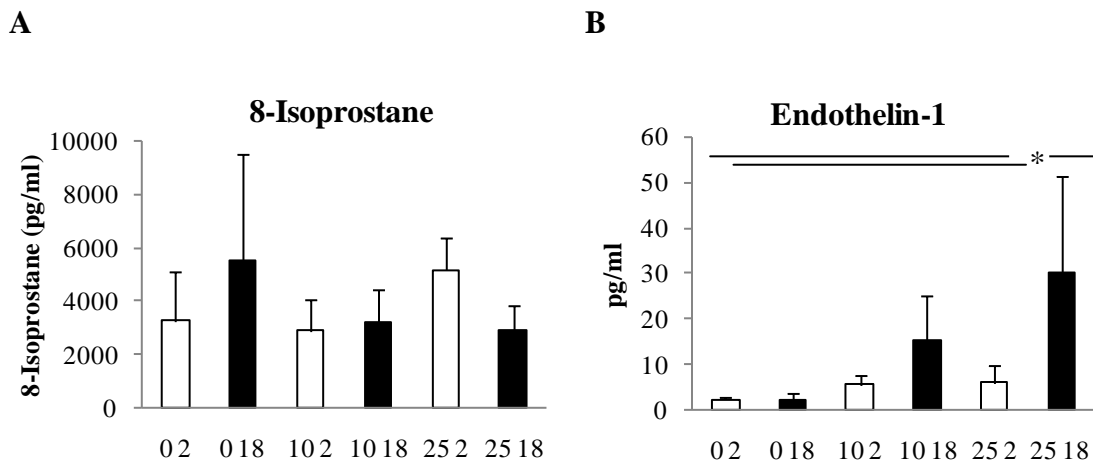 A
B
8-Isoprostane
Endothelin-1
8-Isoprostane (pg/ml)
10000
8000
6000
4000
2000
0
0 2 0 18 10 2 10 18 25 2 25 18
pg/ml
60
50
40
30
20
10
0
*
0 2 0 18 10 2 10 18 25 2 25 18